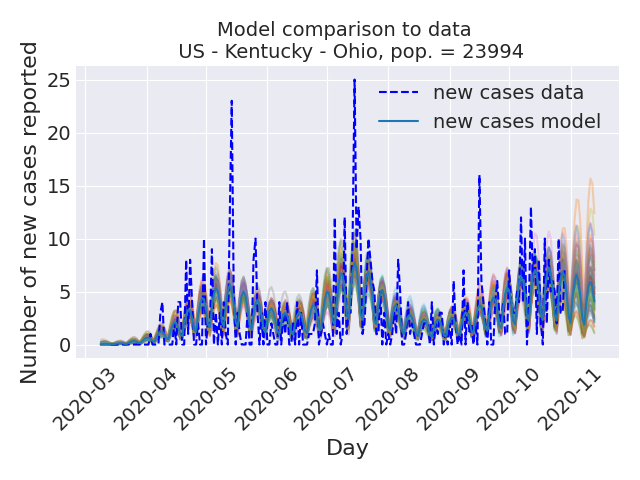 Model comparison to data
US - Kentucky - Ohio, pop. = 23994
Number of new cases reported
25
20
15
10
5
0
new cases data
new cases model
2020-03
2020-04
2020-05
2020-06
2020-07
2020-08
2020-09
2020-10
2020-11
Day